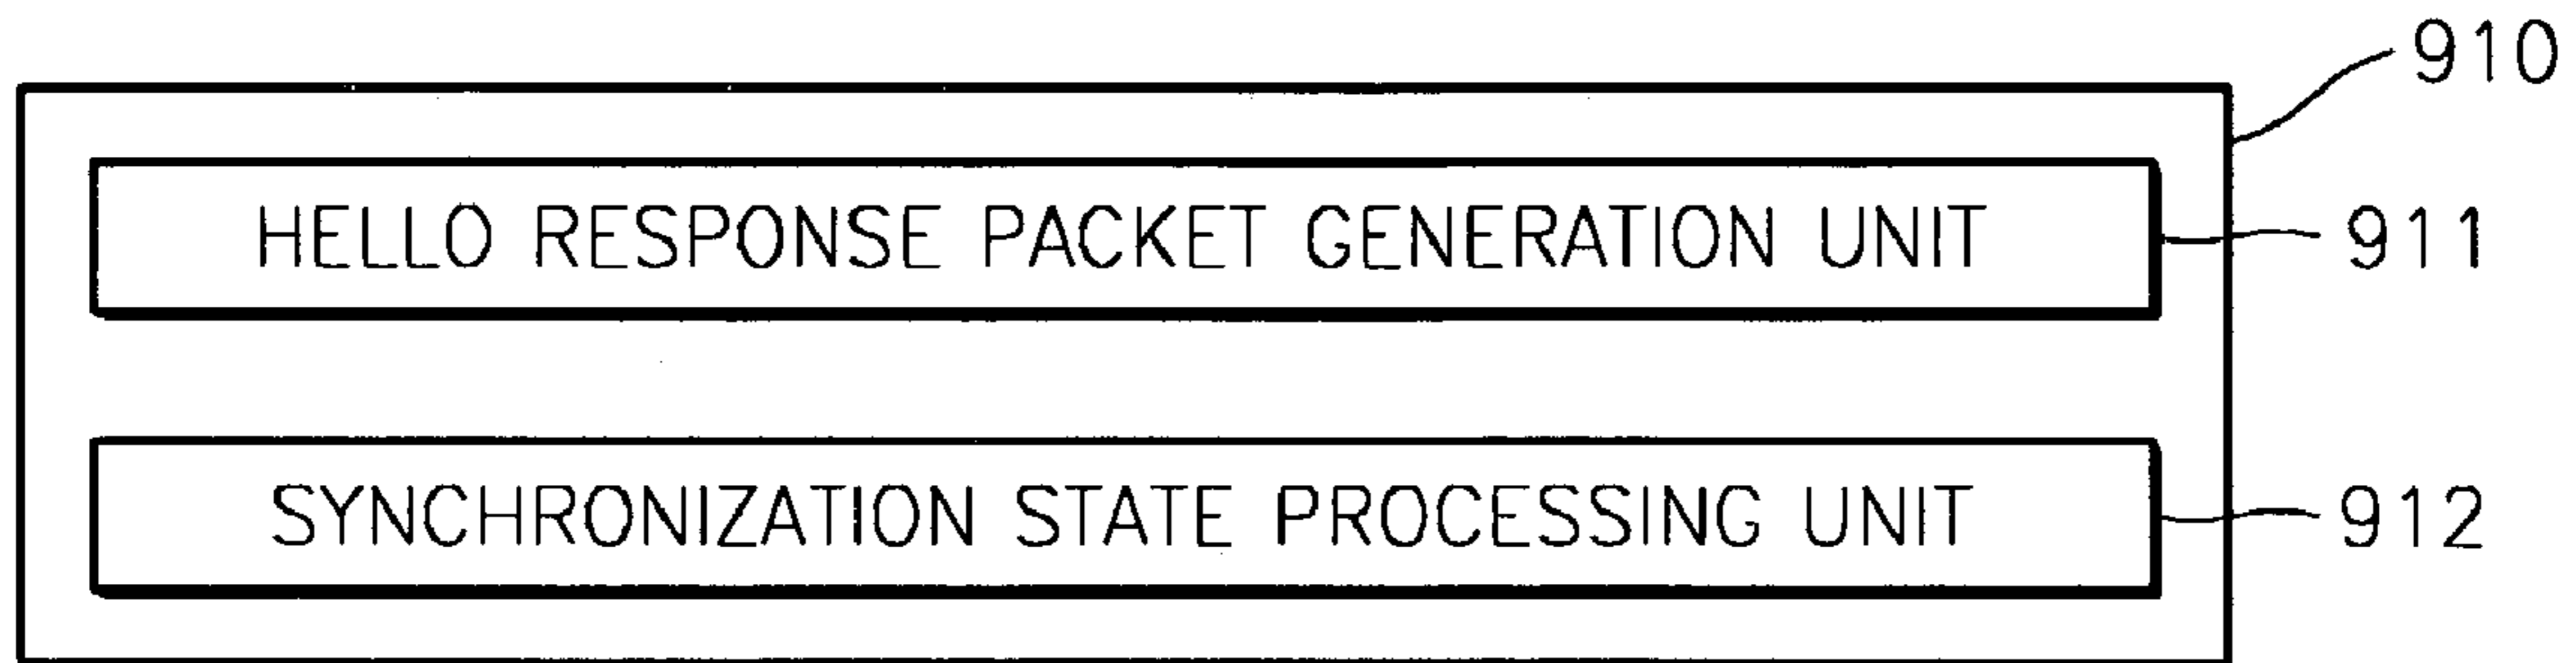 910
HELLO RESPONSE PACKET GENERATION UNIT 911
SYNCHRONIZATION STATE PROCESSING UNIT 912